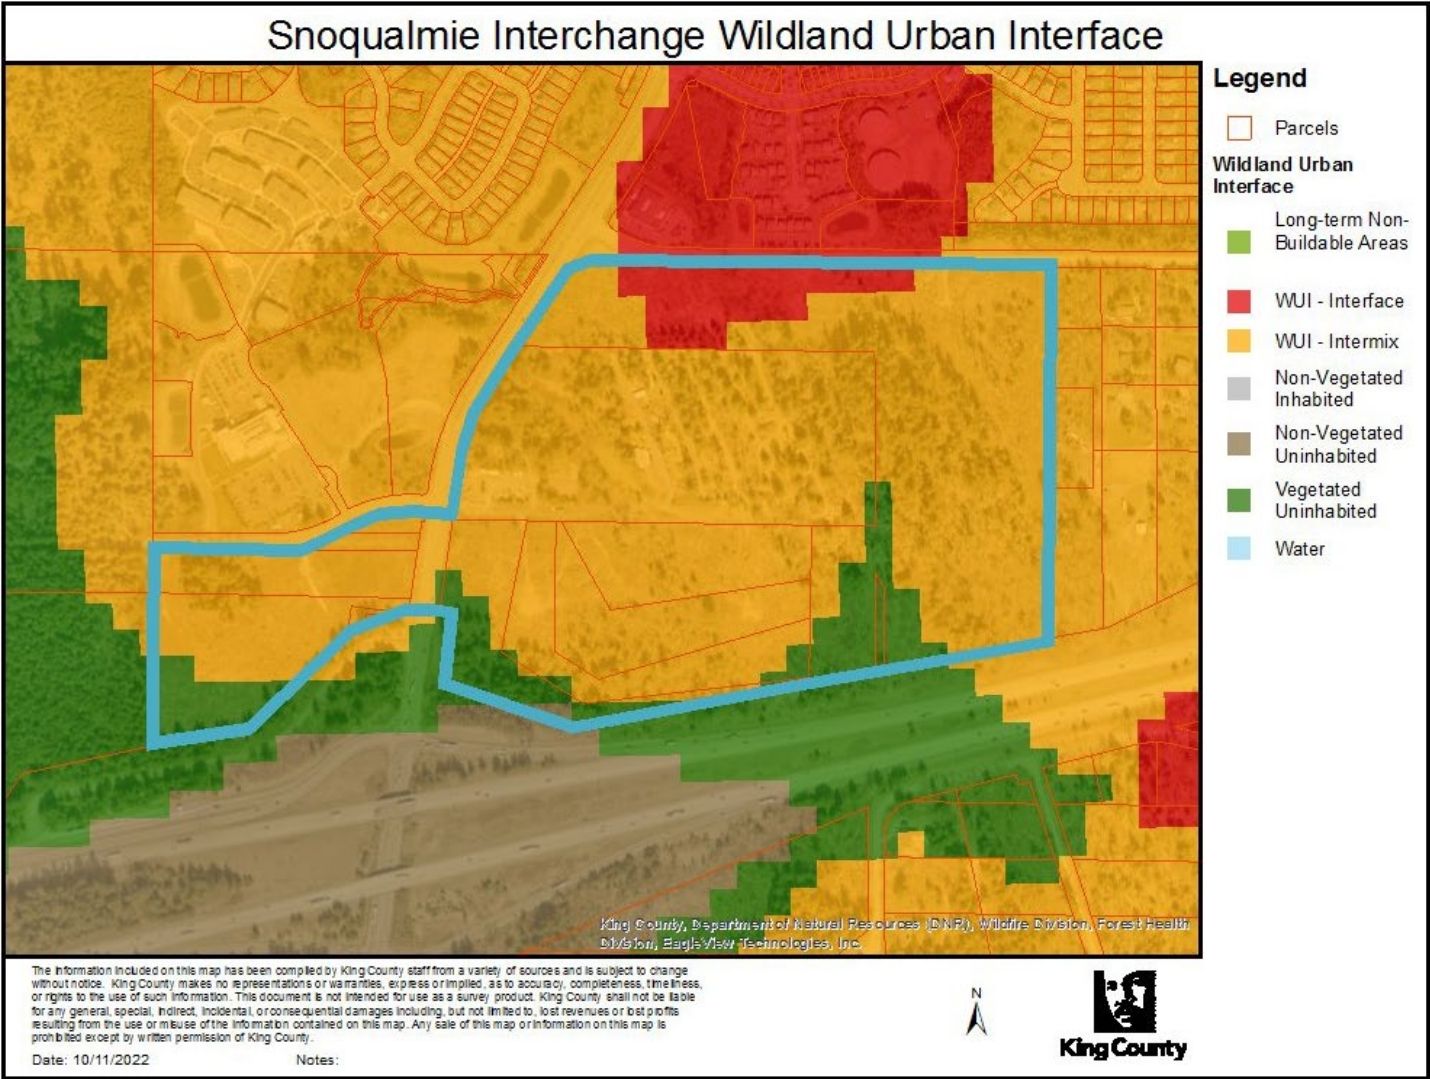 Snoqualmie Interchange Wildland Urban Interface
Legend
Parcels
Wildland Urban
Interface
Long-term Non-
Buildable Areas
WUI - Interface
WUI - Intermix
Non-Vegetated
Inhabited
Non-Vegetated
Uninhabited
Vegetated
Uninhabited
Water
King County, Department of Natural Resources (DNR), Wildfire Division, Forest Health
Division, EagleView Technologies, Inc.
The information included on this map has been compiled by King County staff from a variety of sources and is subject to change
without notice. King County makes no representations or warranties, express or implied, as to accuracy, completeness, timeliness,
or rights to the use of such information. This document is not intended for use as a survey product. King County shall not be liable
for any general, special, indirect, incidental, or consequential damages including, but not limited to, lost revenues or lost profits
resulting from the use or misuse of the information contained on this map. Any sale of this map or information on this map is
prohibited except by written permission of King County.
Date: 10/11/2022 Notes:
N
King County